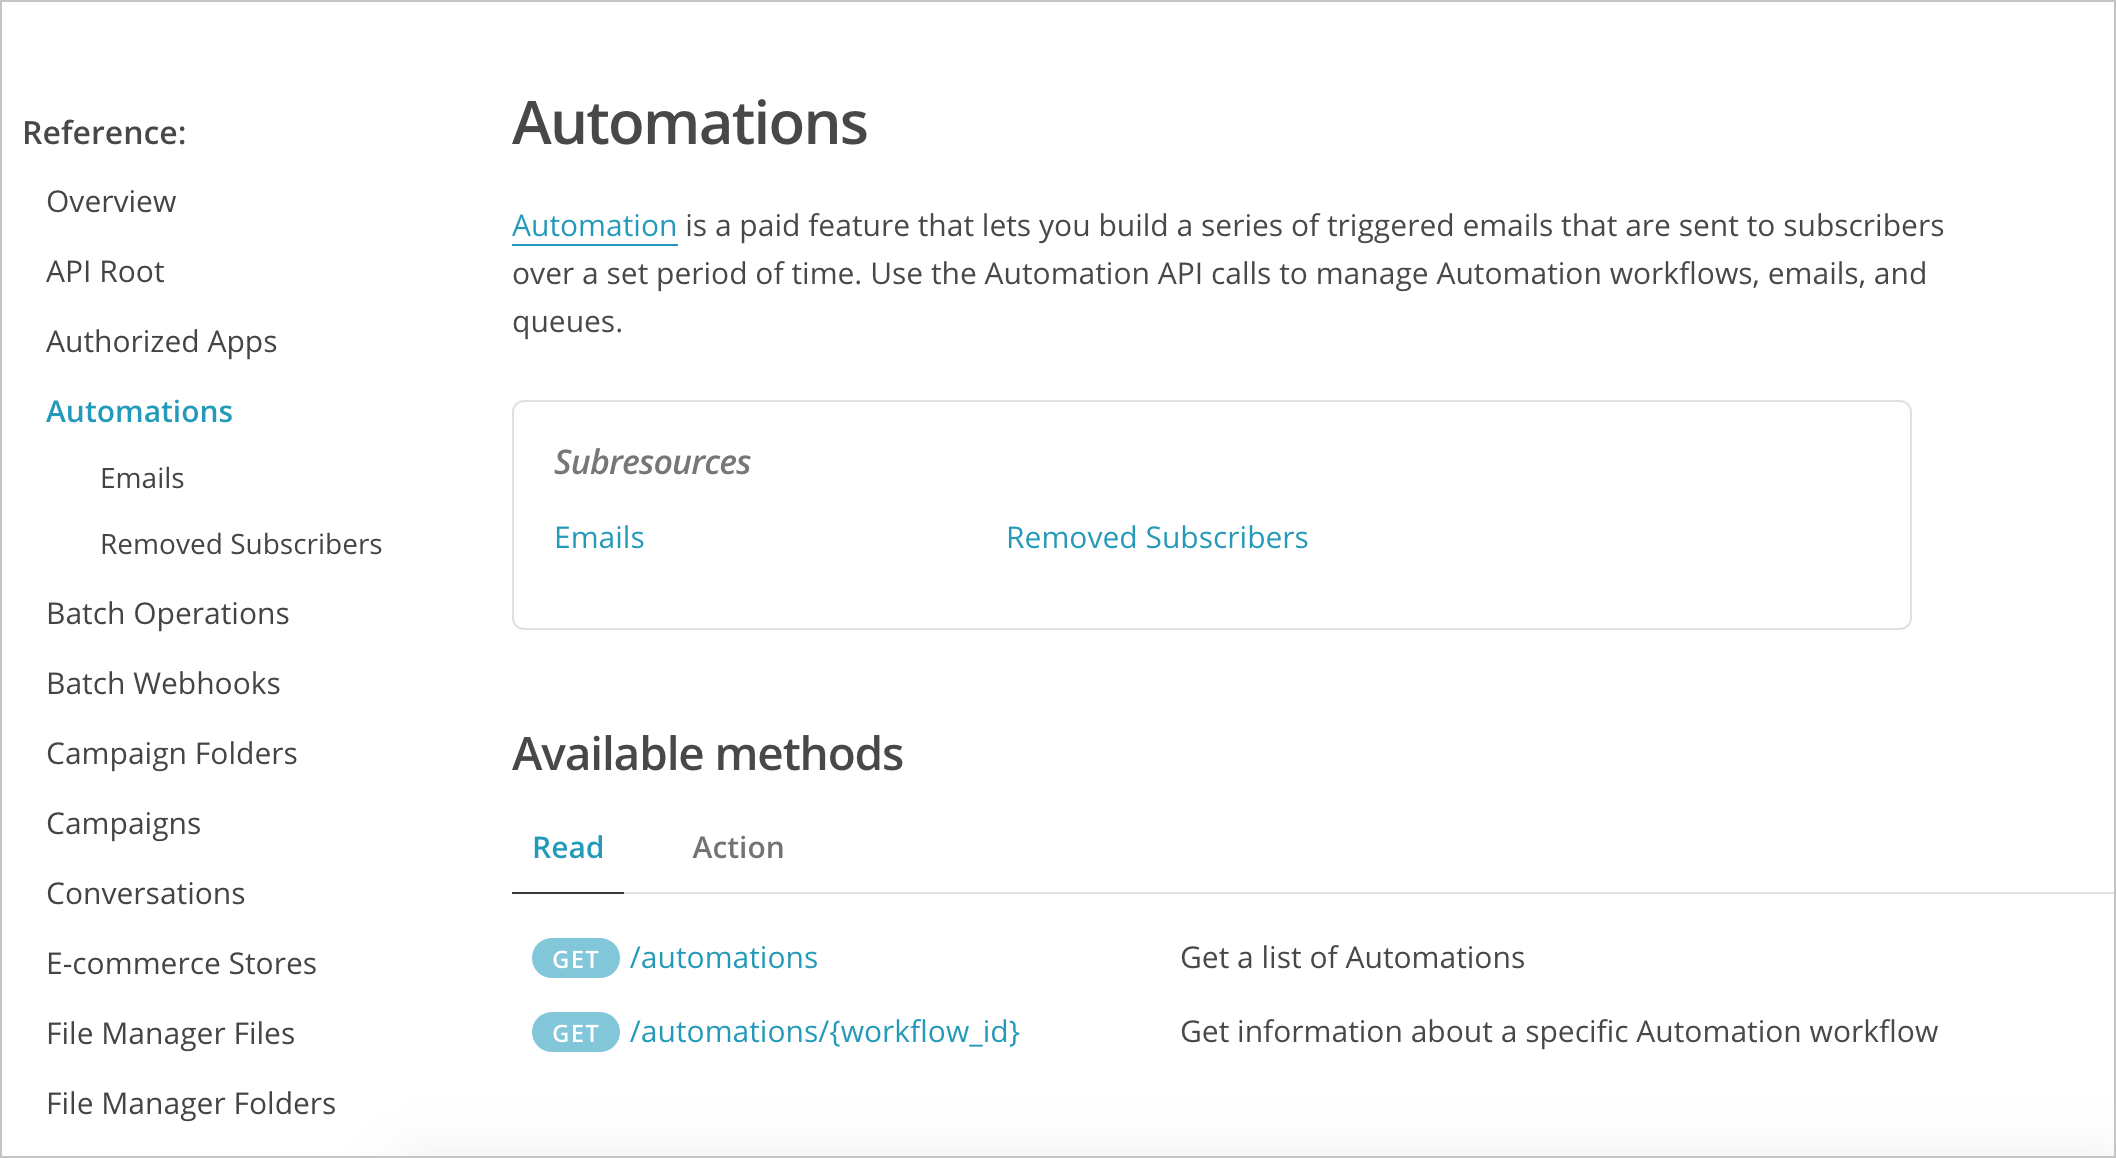 Reference:
Overview
API Root
Authorized Apps
Automations
Emails
Removed Subscribers
Batch Operations
Batch Webhooks
Campaign Folders
Campaigns
Conversations
E-commerce Stores
File Manager Files
File Manager Folders
Automations
Automation is a paid feature that lets you build a series of triggered emails that are sent to subscribers
over a set period of time. Use the Automation API calls to manage Automation workflows, emails, and
queues.
Subresources
Emails Removed Subscribers
Available methods
Read Action
GET /automations Get a list of Automations
GET /automations/{workflow_id} Get information about a specific Automation workflow